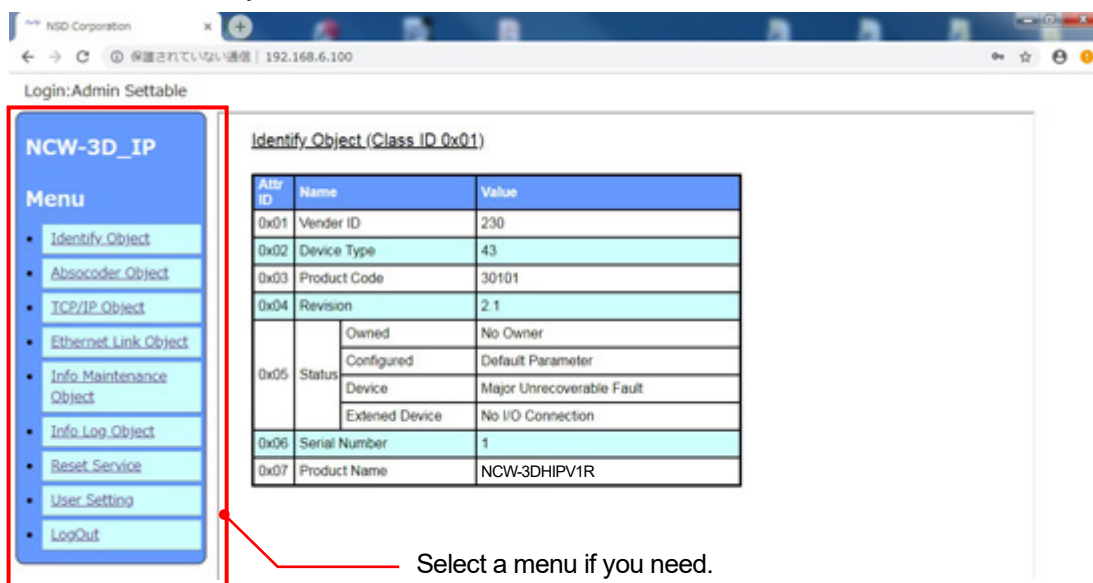 NSD Corporation
保護されていない通信 | 192.168.6.100
Login:Admin Settable
NCW-3D_IP
Menu
Identify Object
Absocoder Object
TCP/IP Object
Ethernet Link Object
Info Maintenance
Object
Info Log Object
Reset Service
User Setting
LogOut
Identify Object (Class ID 0x01)
Attr ID Name Value
0x01 Vender ID 230
0x02 Device Type 43
0x03 Product Code 30101
0x04 Revision 2.1
0x05 Status Owned No Owner
Configured Default Parameter
Device Major Unrecoverable Fault
Extened Device No I/O Connection
0x06 Serial Number 1
0x07 Product Name NCW-3DHIPV1R
Select a menu if you need.